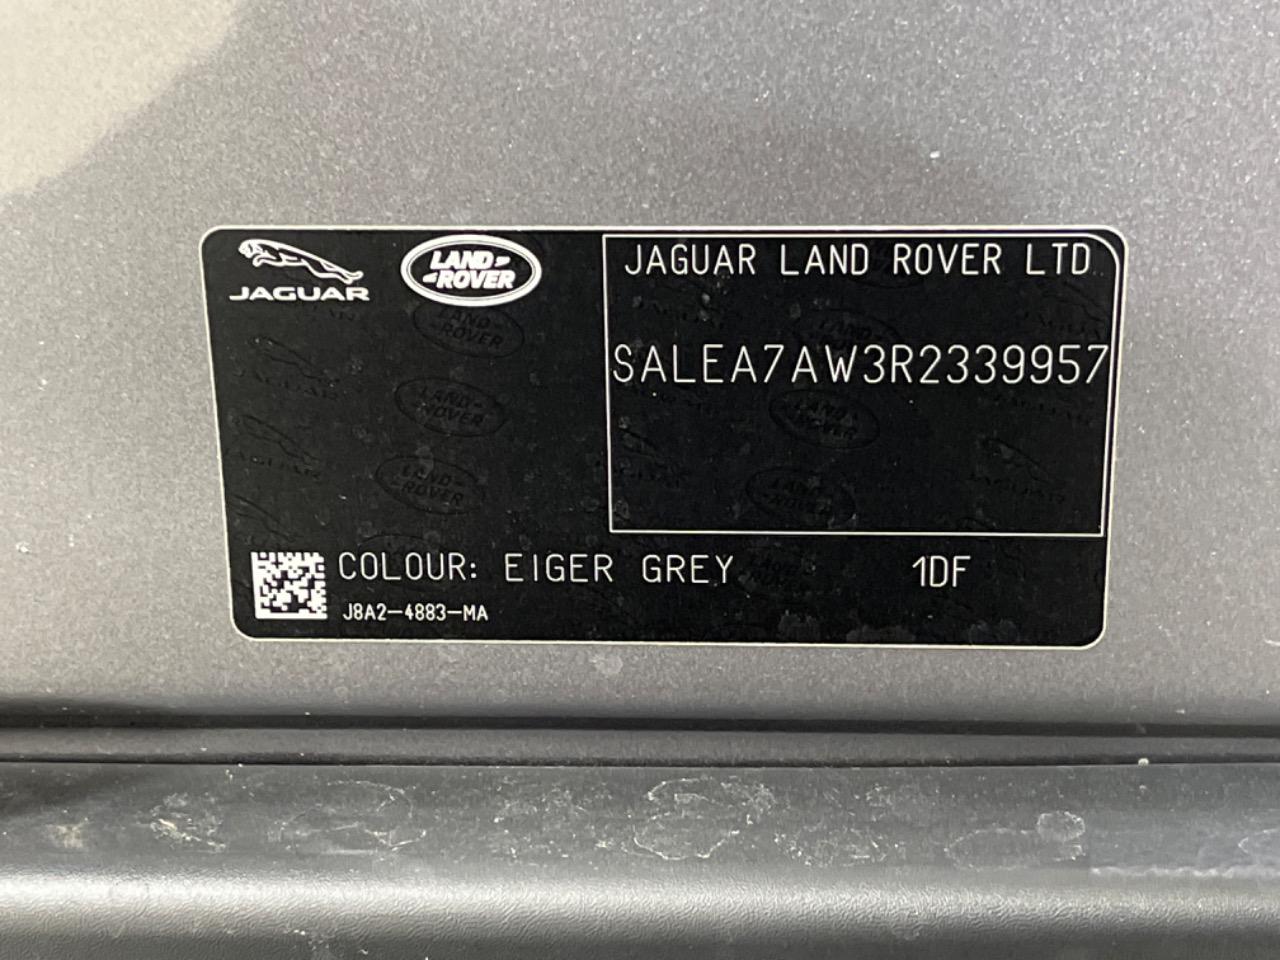 JAGUAR
LAND
ROVER
JAGUAR LAND ROVER LTD
SALEA7AW3R2339957
COLOUR: EIGER GREY 1DF
J8A2-4883-MA